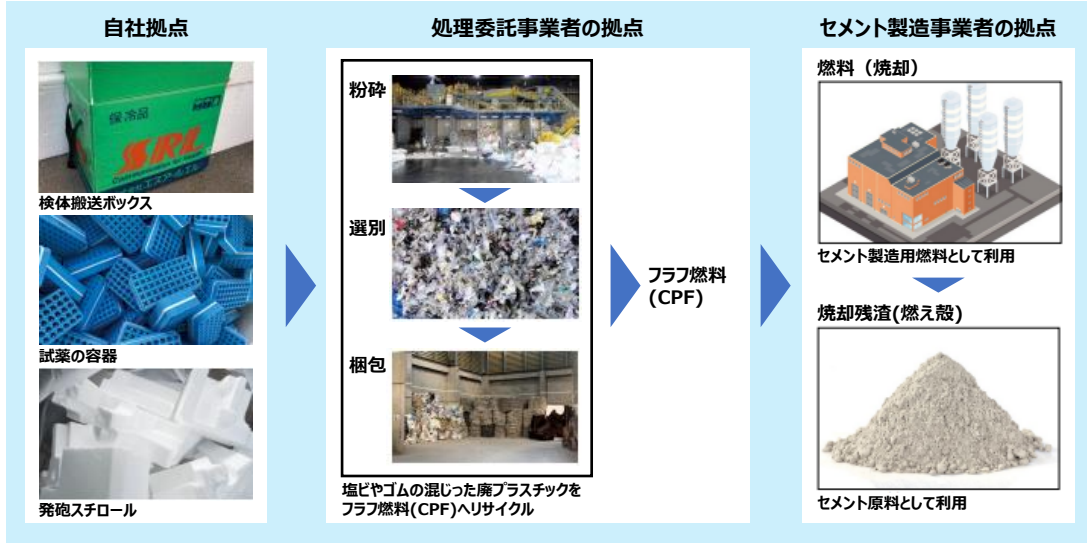 自社拠点
保冷品
SRL
検体搬送ボックス
試薬の容器
発砲スチロール
処理委託事業者の拠点
粉砕
選別
梱包
塩ビやゴムの混じった廃プラスチックを
フラフ燃料(CPF)へリサイクル
フラフ燃料
(CPF)
セメント製造事業者の拠点
燃料（焼却）
セメント製造用燃料として利用
焼却残渣(燃え殻)
セメント原料として利用